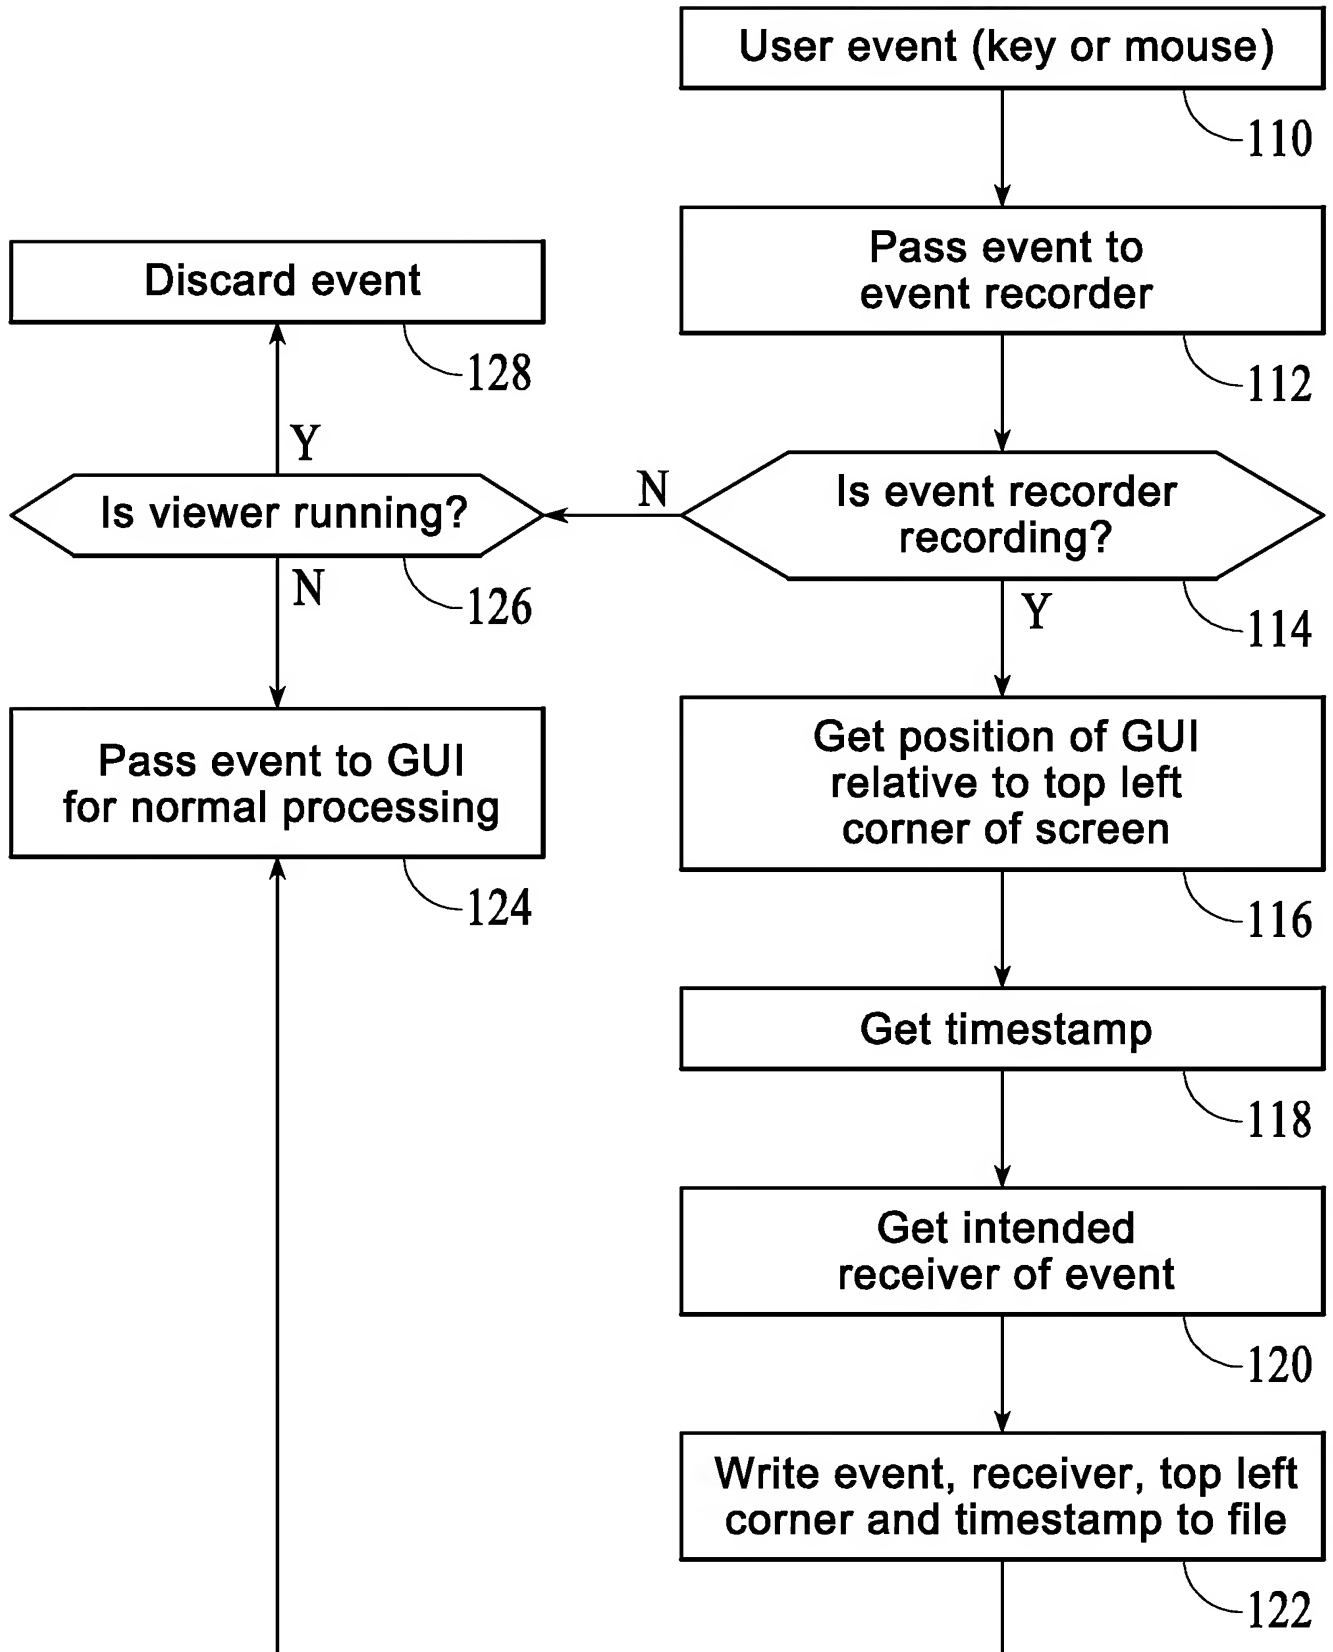 User event (key or mouse)
110
Pass event to
event recorder
112
Discard event
128
Y
Is viewer running?
N
126
N
Is event recorder
recording?
114
Y
Pass event to GUI
for normal processing
124
Get position of GUI
relative to top left
corner of screen
116
Get timestamp
118
Get intended
receiver of event
120
Write event, receiver, top left
corner and timestamp to file
122